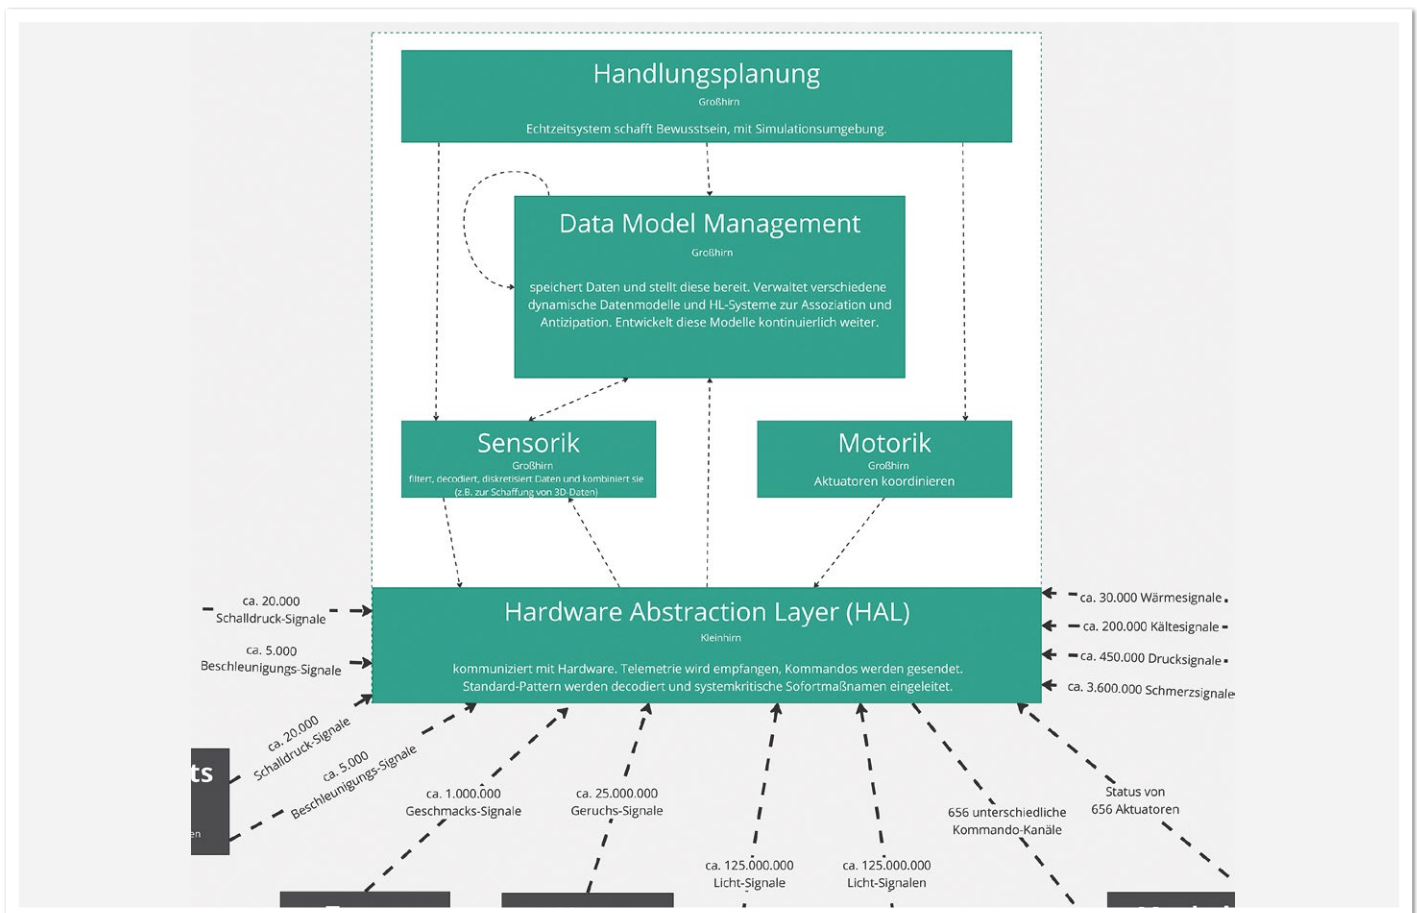 Handlungsplanung
Großhirn
Echtzeitsystem schafft Bewusstsein, mit Simulationsumgebung.
Data Model Management
Großhirn
speichert Daten und stellt diese bereit. Verwaltet verschiedene
dynamische Datenmodelle und HL-Systeme zur Assoziation und
Antizipation. Entwickelt diese Modelle kontinuierlich weiter.
Sensorik
Großhirn
filtert, decodiert, diskretisiert Daten und kombiniert sie
(z.B. zur Schaffung von 3D-Daten)
Motorik
Großhirn
Aktuatoren koordinieren
Hardware Abstraction Layer (HAL)
Kleinhirn
kommuniziert mit Hardware. Telemetrie wird empfangen, Kommandos werden gesendet.
Standard-Pattern werden decodiert und systemkritische Sofortmaßnamen eingeleitet.
ca. 20.000
Schalldruck-Signale
ca. 5.000
Beschleunigungs-Signale
ca. 30.000 Wärmesignale
ca. 200.000 Kältesignale
ca. 450.000 Drucksignale
ca. 3.600.000 Schmerzsignale
ca. 20.000
Schalldruck-Signale
ca. 5.000
Beschleunigungs-Signale
ts
en
ca. 1.000.000
Geschmacks-Signale
ca. 25.000.000
Geruchs-Signale
ca. 125.000.000
Licht-Signale
ca. 125.000.000
Licht-Signalen
656 unterschiedliche
Kommando-Kanäle
Status von
656 Aktuatoren